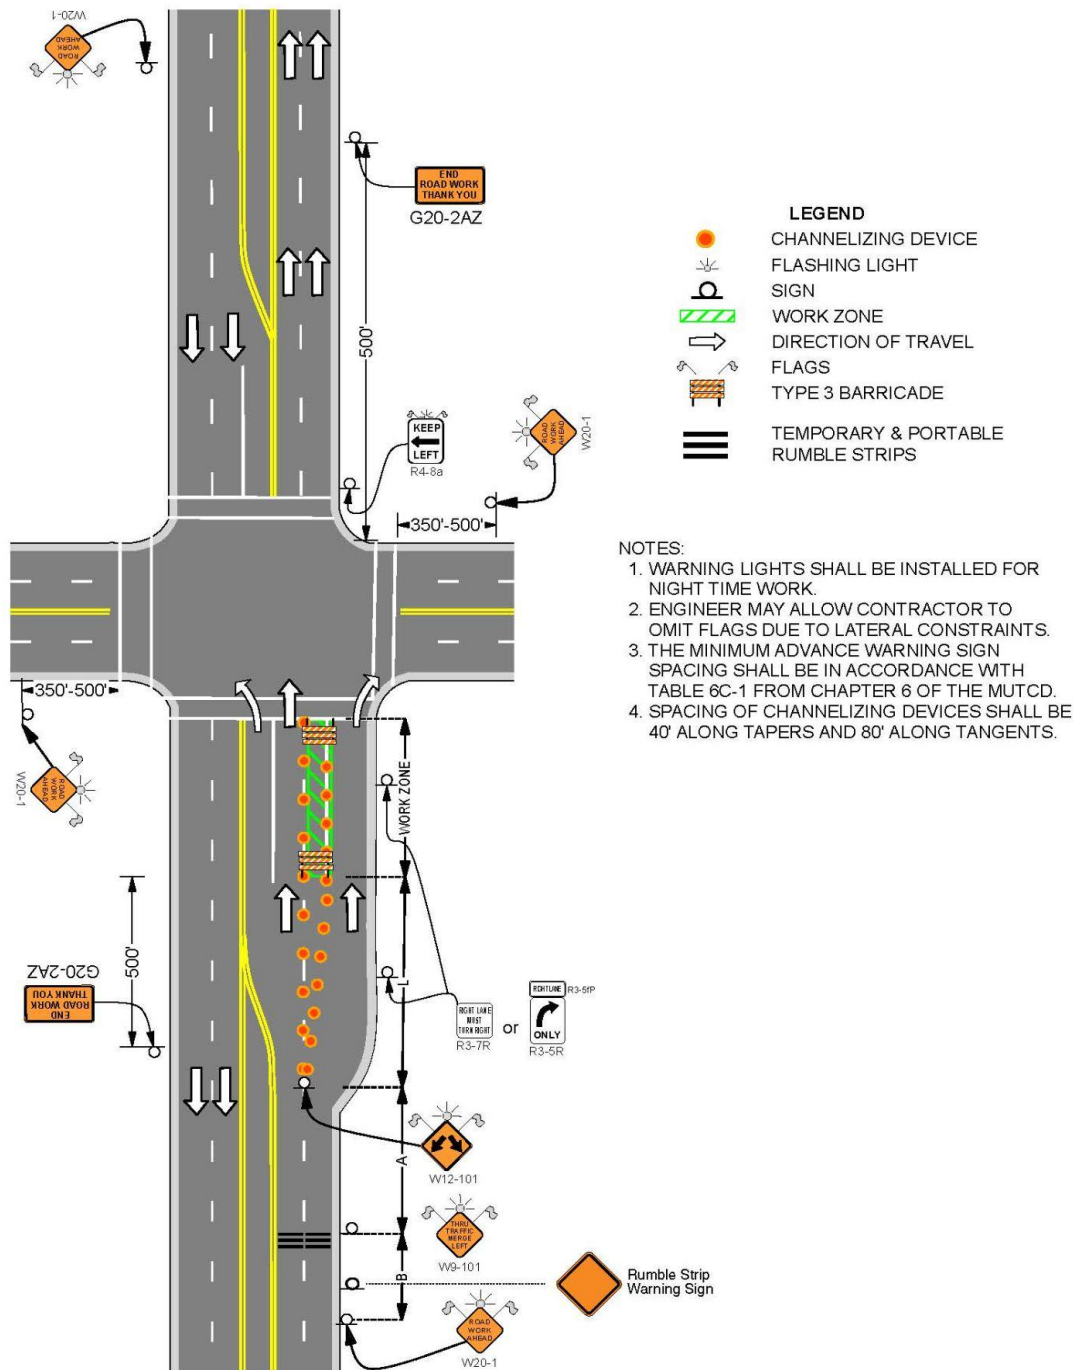 W20-1
ROAD
WORK
AHEAD
END
ROAD WORK
THANK YOU
G20-2AZ
500'
KEEP
LEFT
R4-8a
ROAD
WORK
AHEAD
W20-1
350'-500'
350'-500'
W20-1
ROAD
WORK
AHEAD
WORK ZONE
500'
G20-2AZ
END
ROAD WORK
THANK YOU
L
RIGHT LANE
MUST
TURN RIGHT
R3-7R
or
RIGHT LANE
R3-5fP
ONLY
R3-5R
A
W12-101
THRU
TRAFFIC
MERGE
LEFT
W9-101
B
Rumble Strip
Warning Sign
ROAD
WORK
AHEAD
W20-1
LEGEND
CHANNELIZING DEVICE
FLASHING LIGHT
SIGN
WORK ZONE
DIRECTION OF TRAVEL
FLAGS
TYPE 3 BARRICADE
TEMPORARY & PORTABLE
RUMBLE STRIPS
NOTES:
1. WARNING LIGHTS SHALL BE INSTALLED FOR
NIGHT TIME WORK.
2. ENGINEER MAY ALLOW CONTRACTOR TO
OMIT FLAGS DUE TO LATERAL CONSTRAINTS.
3. THE MINIMUM ADVANCE WARNING SIGN
SPACING SHALL BE IN ACCORDANCE WITH
TABLE 6C-1 FROM CHAPTER 6 OF THE MUTCD.
4. SPACING OF CHANNELIZING DEVICES SHALL BE
40' ALONG TAPERS AND 80' ALONG TANGENTS.